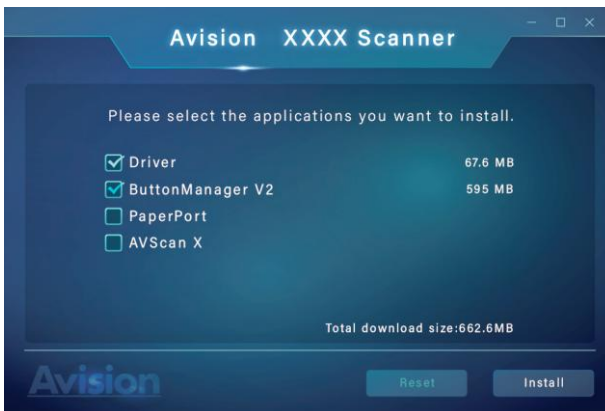 Avision XXXX Scanner
Please select the applications you want to install.
Driver 67.6 MB
ButtonManager V2 595 MB
PaperPort
AVScan X
Total download size:662.6MB
Avision Reset Install